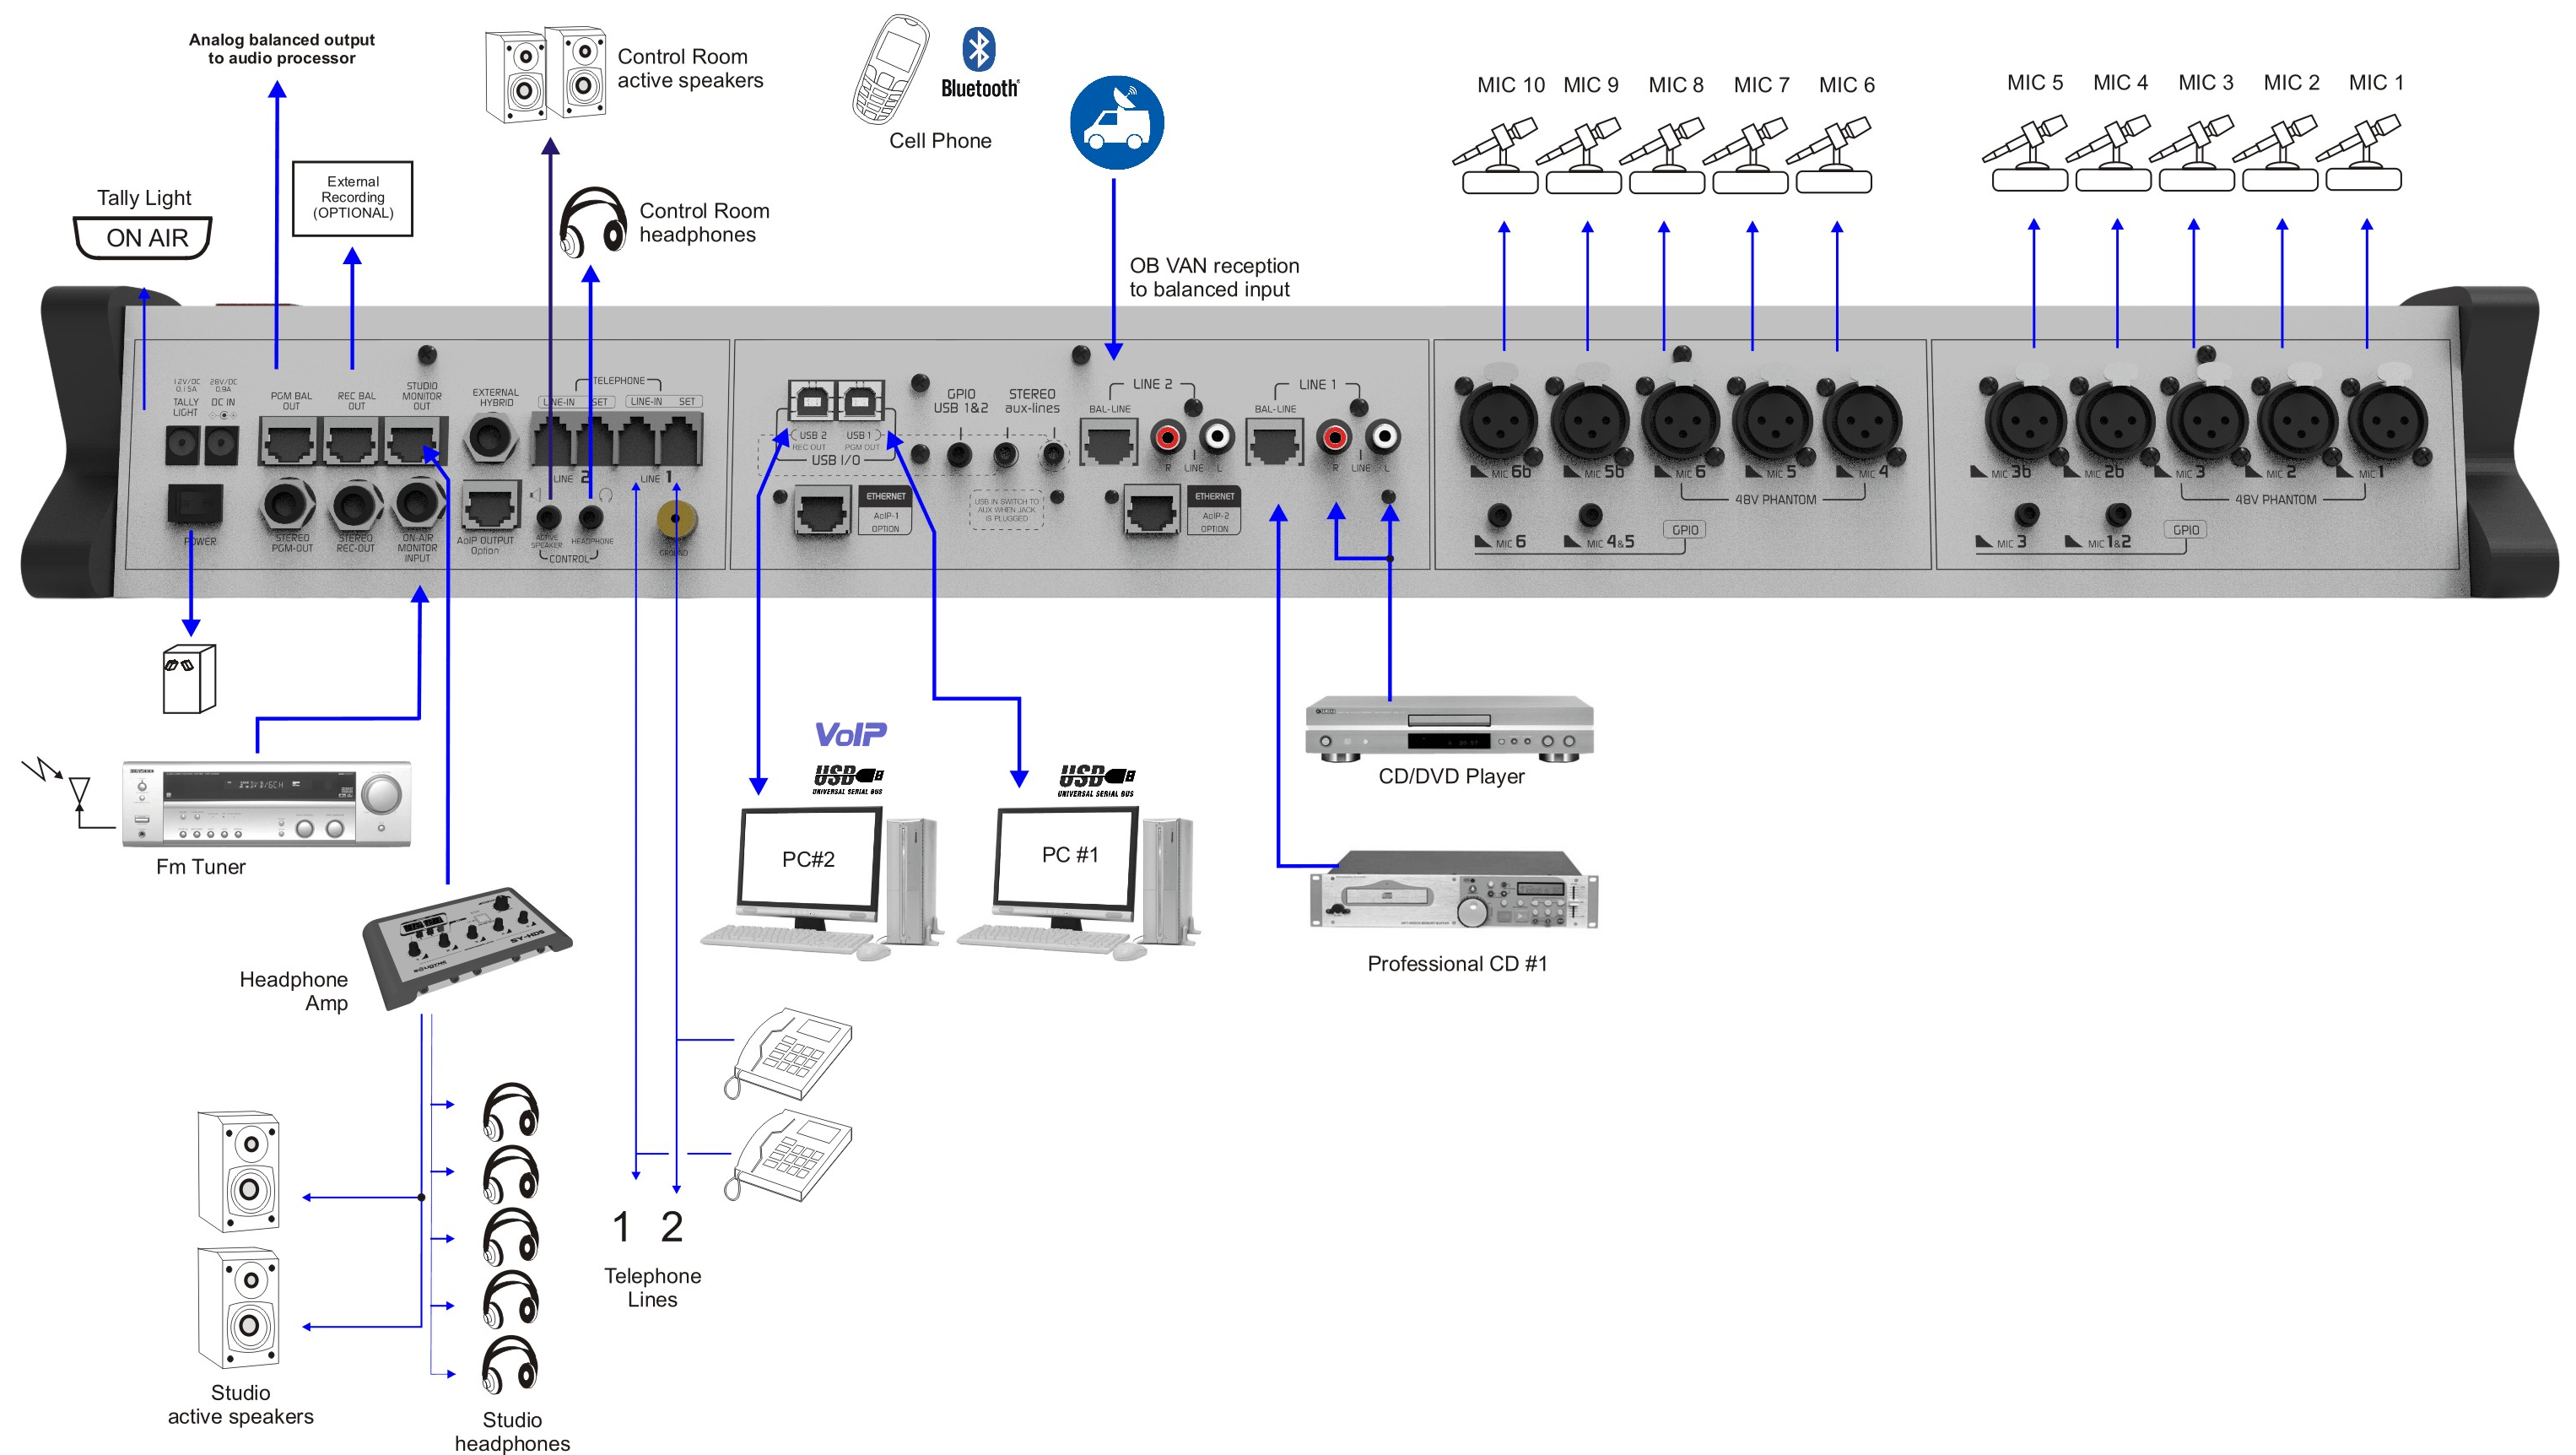 Analog balanced output
to audio processor
Control Room
active speakers
Bluetooth
Cell Phone
MIC 10 MIC 9 MIC 8 MIC 7 MIC 6
MIC 5 MIC 4 MIC 3 MIC 2 MIC 1
Tally Light
ON AIR
External
Recording
(OPTIONAL)
Control Room
headphones
OB VAN reception
to balanced input
12V/DC
0.15A
TALLY
LIGHT
28V/DC
0.9A
DC IN
PGM BAL
OUT
REC BAL
OUT
STUDIO
MONITOR
OUT
EXTERNAL
HYBRID
TELEPHONE
LINE-IN SET LINE-IN SET
LINE 2 LINE 1
POWER
STEREO
PGM-OUT
STEREO
REC-OUT
ON-AIR
MONITOR
INPUT
AoIP OUTPUT
Option
ACTIVE
SPEAKER
HEADPHONE
CONTROL
GROUND
USB 2
REC OUT
USB 1
PGM OUT
USB I/O
GPIO
USB 1&2
STEREO
aux-lines
USB IN SWITCH TO
AUX WHEN JACK
IS PLUGGED
ETHERNET
AoIP-1
OPTION
LINE 2
BAL-LINE
R LINE L
ETHERNET
AoIP-2
OPTION
LINE 1
BAL-LINE
R LINE L
MIC 6b MIC 5b MIC 6 MIC 5 MIC 4
48V PHANTOM
MIC 6 MIC 4&5 GPIO
MIC 3b MIC 2b MIC 3 MIC 2 MIC 1
48V PHANTOM
MIC 3 MIC 1&2 GPIO
Fm Tuner
VoIP
USB
UNIVERSAL SERIAL BUS
USB
UNIVERSAL SERIAL BUS
PC#2
PC #1
CD/DVD Player
Professional CD #1
Headphone
Amp
SY-HD5
SOLIDYNE
1 2
Telephone
Lines
Studio
active speakers
Studio
headphones